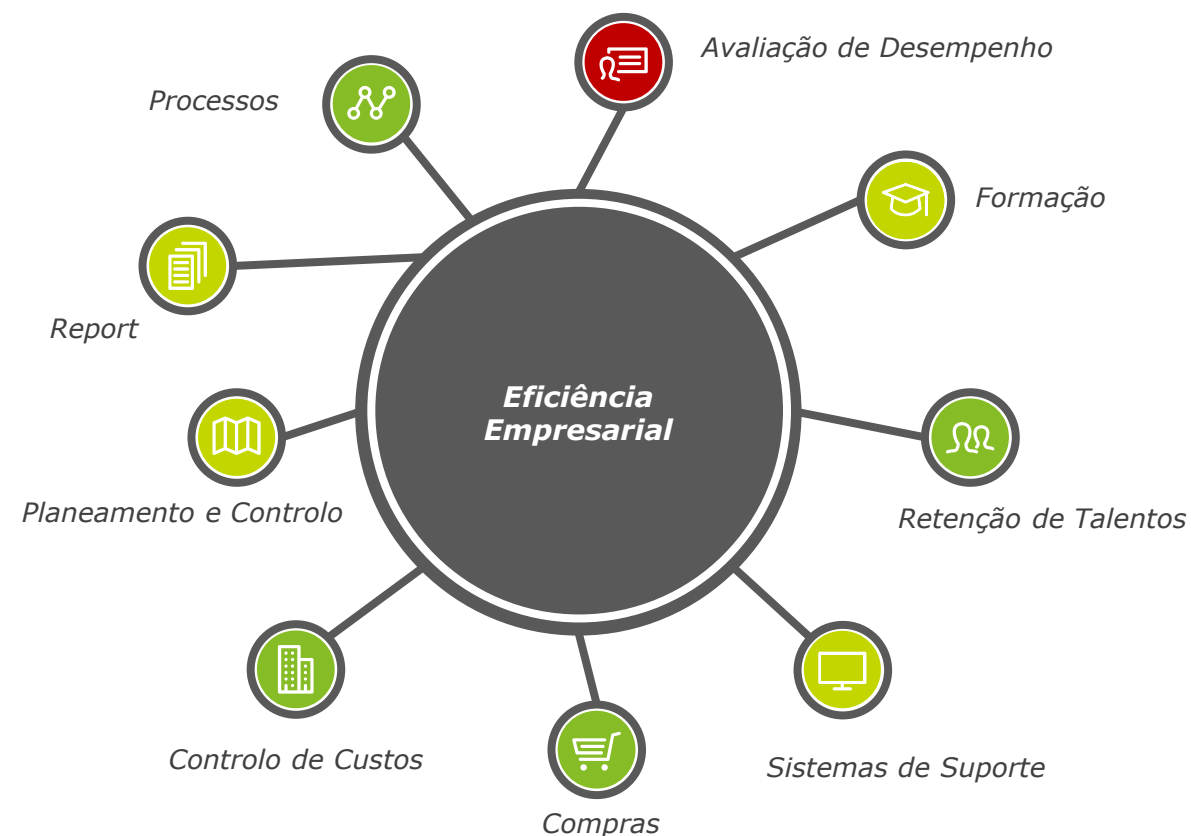 Avaliação de Desempenho
Processos
Formação
Report
Eficiência
Empresarial
Planeamento e Controlo
Retenção de Talentos
Controlo de Custos
Sistemas de Suporte
Compras